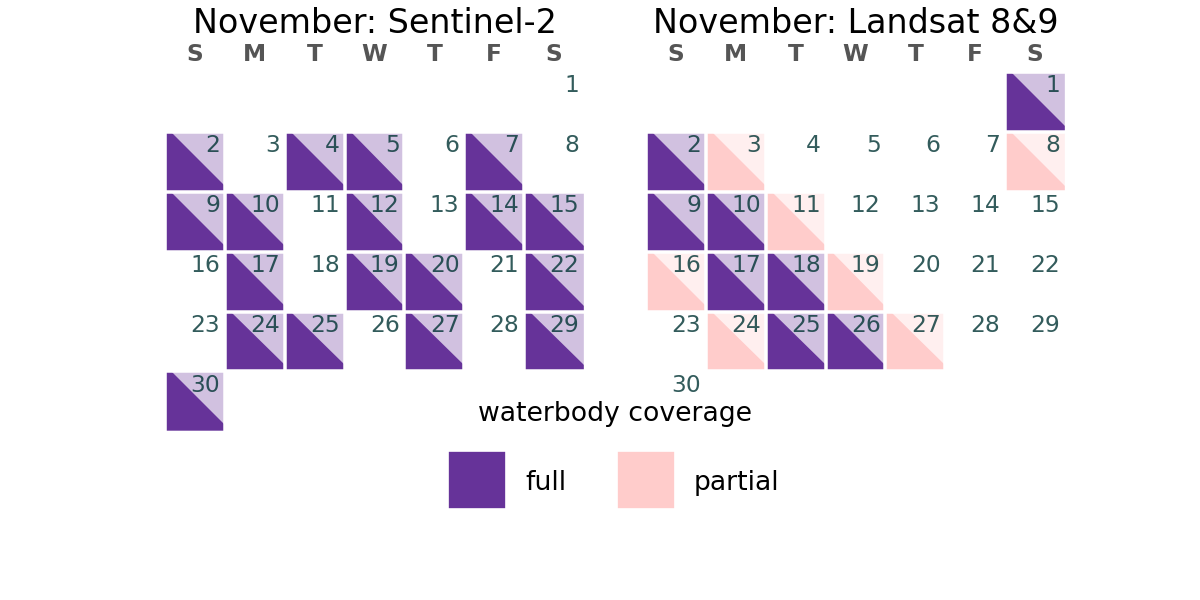 November: Sentinel-2
S M T W T F S
1
2 3 4 5 6 7 8
9 10 11 12 13 14 15
16 17 18 19 20 21 22
23 24 25 26 27 28 29
30
November: Landsat 8&9
S M T W T F S
1
2 3 4 5 6 7 8
9 10 11 12 13 14 15
16 17 18 19 20 21 22
23 24 25 26 27 28 29
30
waterbody coverage
full partial